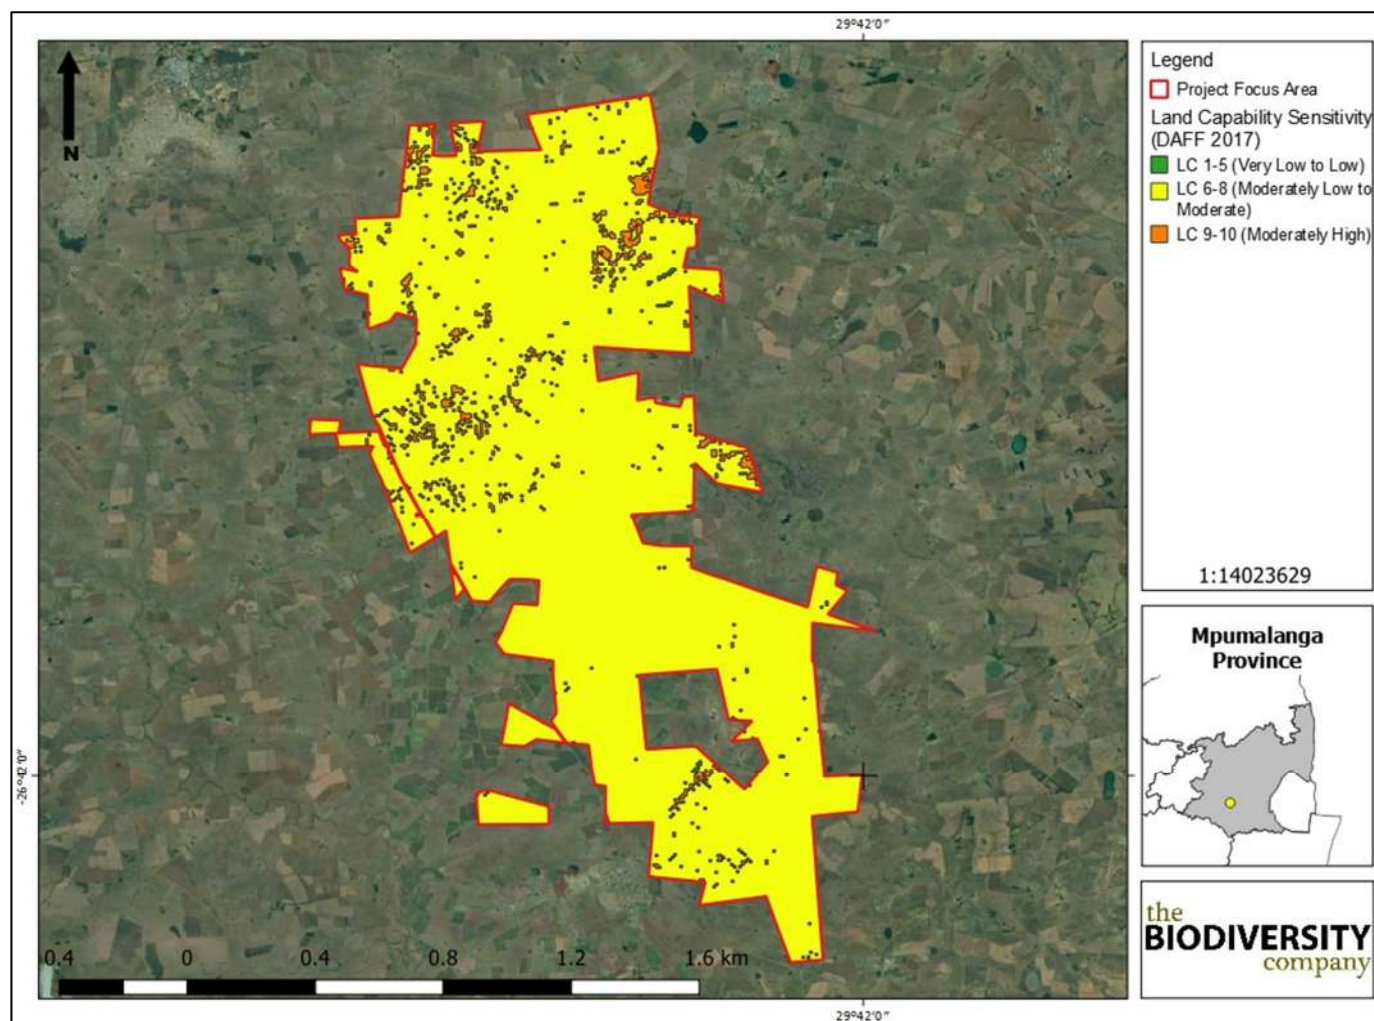 29°42′0″
Legend
Project Focus Area
Land Capability Sensitivity
(DAFF 2017)
LC 1-5 (Very Low to Low)
LC 6-8 (Moderately Low to
Moderate)
LC 9-10 (Moderately High)
1:14023629
N
-26°42′0″
Mpumalanga
Province
0.4 0 0.4 0.8 1.2 1.6 km
the
BIODIVERSITY
company
29°42′0″